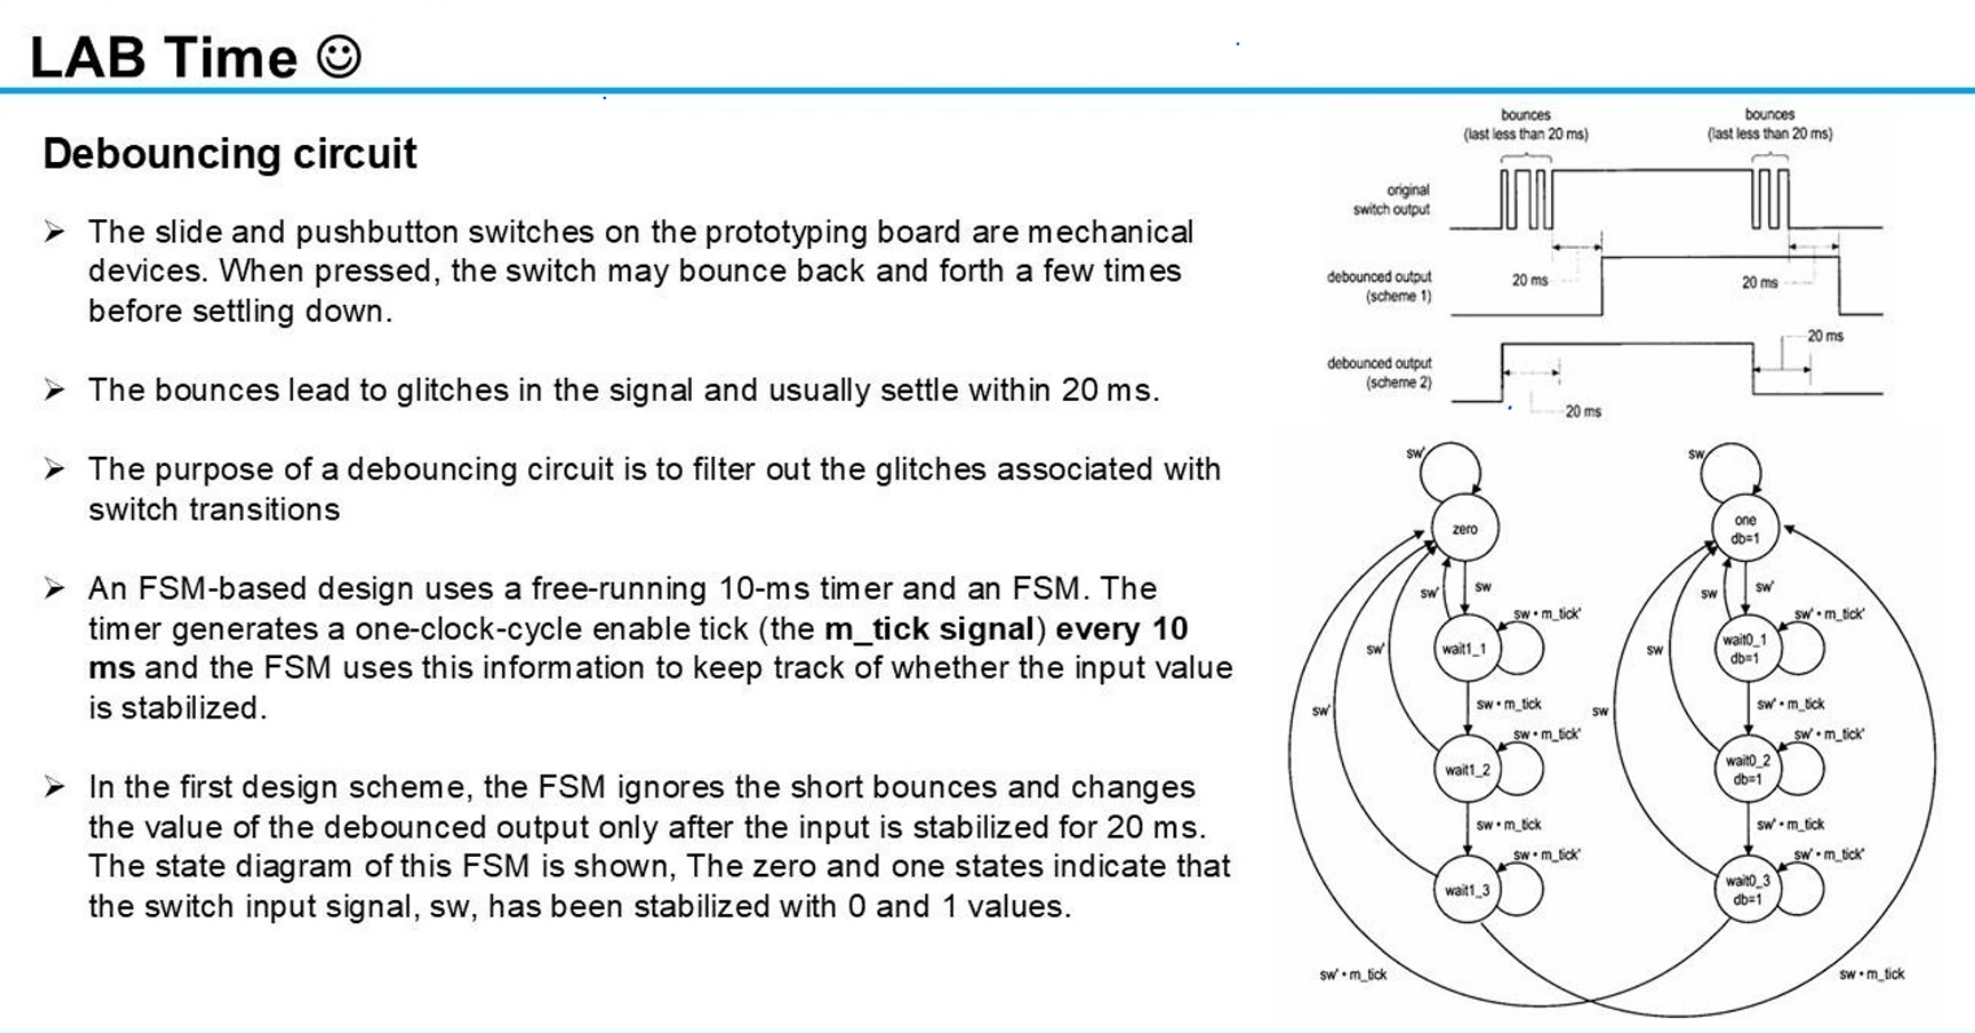 LAB Time ☺
Debouncing circuit
➢ The slide and pushbutton switches on the prototyping board are mechanical
devices. When pressed, the switch may bounce back and forth a few times
before settling down.
➢ The bounces lead to glitches in the signal and usually settle within 20 ms.
➢ The purpose of a debouncing circuit is to filter out the glitches associated with
switch transitions
➢ An FSM-based design uses a free-running 10-ms timer and an FSM. The
timer generates a one-clock-cycle enable tick (the m_tick signal) every 10
ms and the FSM uses this information to keep track of whether the input value
is stabilized.
➢ In the first design scheme, the FSM ignores the short bounces and changes
the value of the debounced output only after the input is stabilized for 20 ms.
The state diagram of this FSM is shown, The zero and one states indicate that
the switch input signal, sw, has been stabilized with 0 and 1 values.
bounces
(last less than 20 ms)
bounces
(last less than 20 ms)
original
switch output
debounced output
(scheme 1)
20 ms
20 ms
20 ms
debounced output
(scheme 2)
20 ms
sw'
zero
sw'
sw
sw • m_tick'
sw'
wait1_1
sw • m_tick
sw'
sw • m_tick'
wait1_2
sw • m_tick
sw • m_tick'
wait1_3
sw' • m_tick
sw
one
db=1
sw
sw'
sw' • m_tick'
sw
wait0_1
db=1
sw' • m_tick
sw
sw' • m_tick'
wait0_2
db=1
sw' • m_tick
sw' • m_tick'
wait0_3
db=1
sw • m_tick